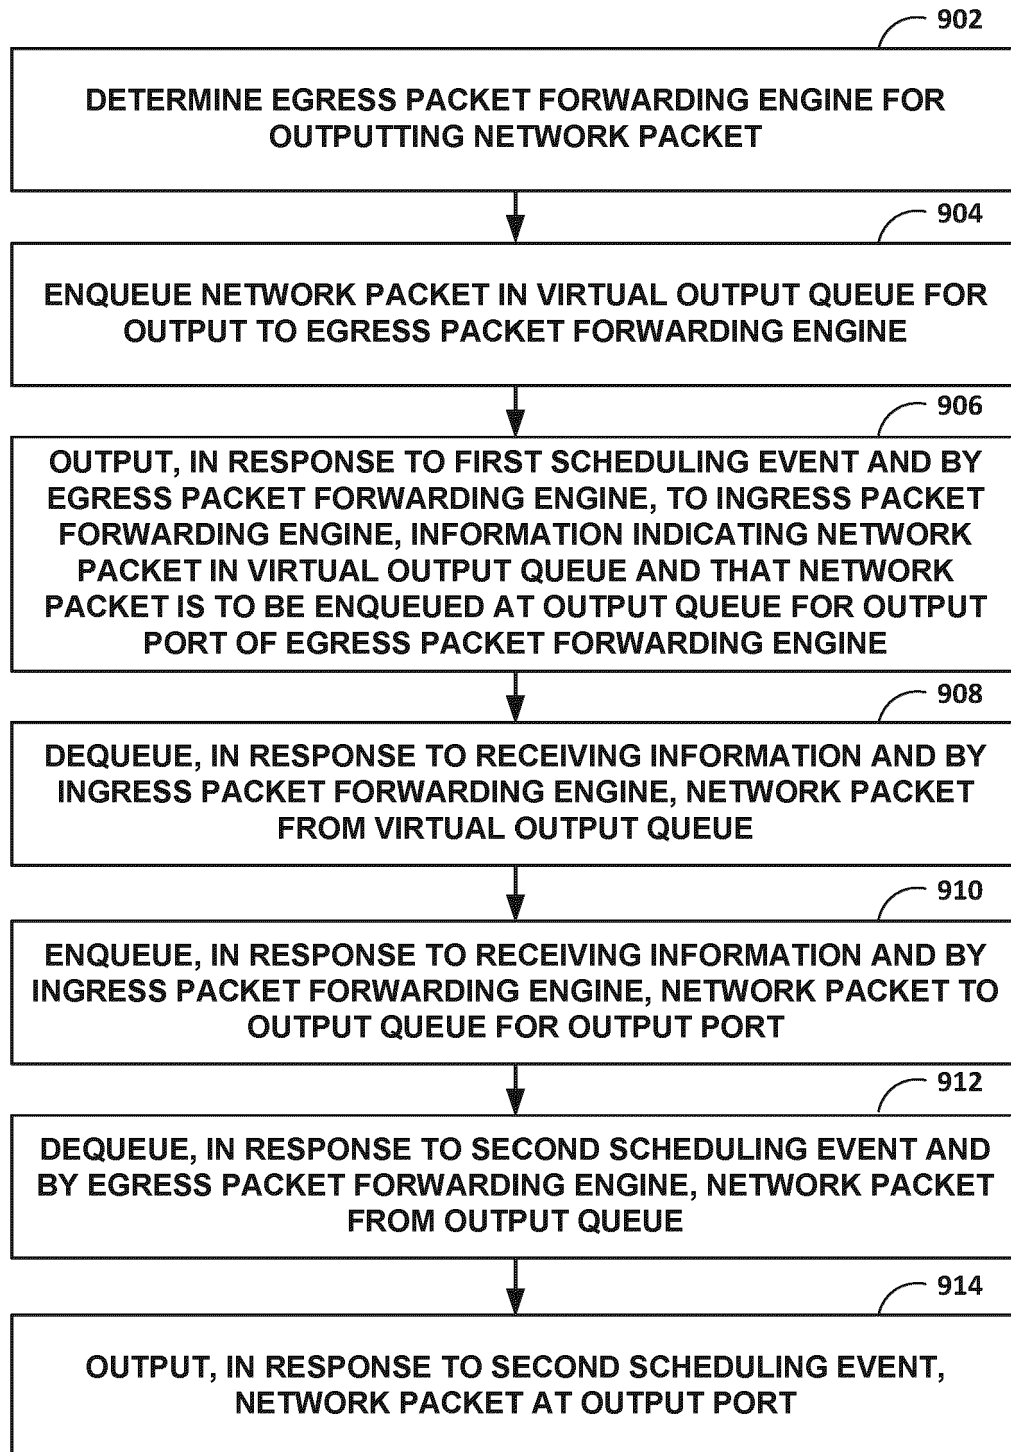 902
DETERMINE EGRESS PACKET FORWARDING ENGINE FOR
OUTPUTTING NETWORK PACKET
904
ENQUEUE NETWORK PACKET IN VIRTUAL OUTPUT QUEUE FOR
OUTPUT TO EGRESS PACKET FORWARDING ENGINE
906
OUTPUT, IN RESPONSE TO FIRST SCHEDULING EVENT AND BY
EGRESS PACKET FORWARDING ENGINE, TO INGRESS PACKET
FORWARDING ENGINE, INFORMATION INDICATING NETWORK
PACKET IN VIRTUAL OUTPUT QUEUE AND THAT NETWORK
PACKET IS TO BE ENQUEUED AT OUTPUT QUEUE FOR OUTPUT
PORT OF EGRESS PACKET FORWARDING ENGINE
908
DEQUEUE, IN RESPONSE TO RECEIVING INFORMATION AND BY
INGRESS PACKET FORWARDING ENGINE, NETWORK PACKET
FROM VIRTUAL OUTPUT QUEUE
910
ENQUEUE, IN RESPONSE TO RECEIVING INFORMATION AND BY
INGRESS PACKET FORWARDING ENGINE, NETWORK PACKET TO
OUTPUT QUEUE FOR OUTPUT PORT
912
DEQUEUE, IN RESPONSE TO SECOND SCHEDULING EVENT AND
BY EGRESS PACKET FORWARDING ENGINE, NETWORK PACKET
FROM OUTPUT QUEUE
914
OUTPUT, IN RESPONSE TO SECOND SCHEDULING EVENT,
NETWORK PACKET AT OUTPUT PORT